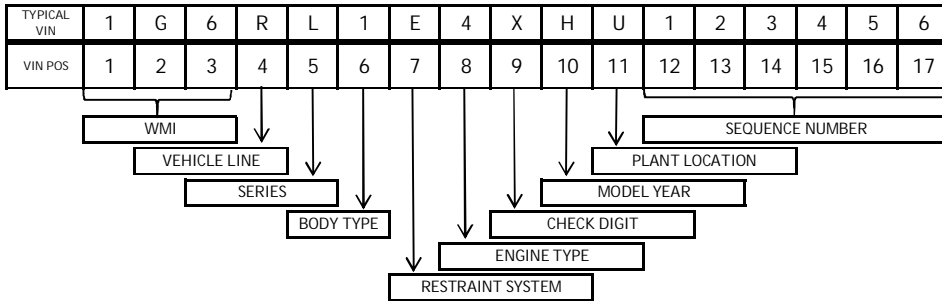 TYPICAL VIN 1 G 6 R L 1 E 4 X H U 1 2 3 4 5 6
VIN POS 1 2 3 4 5 6 7 8 9 10 11 12 13 14 15 16 17
WMI SEQUENCE NUMBER
VEHICLE LINE PLANT LOCATION
SERIES MODEL YEAR
BODY TYPE CHECK DIGIT
ENGINE TYPE
RESTRAINT SYSTEM